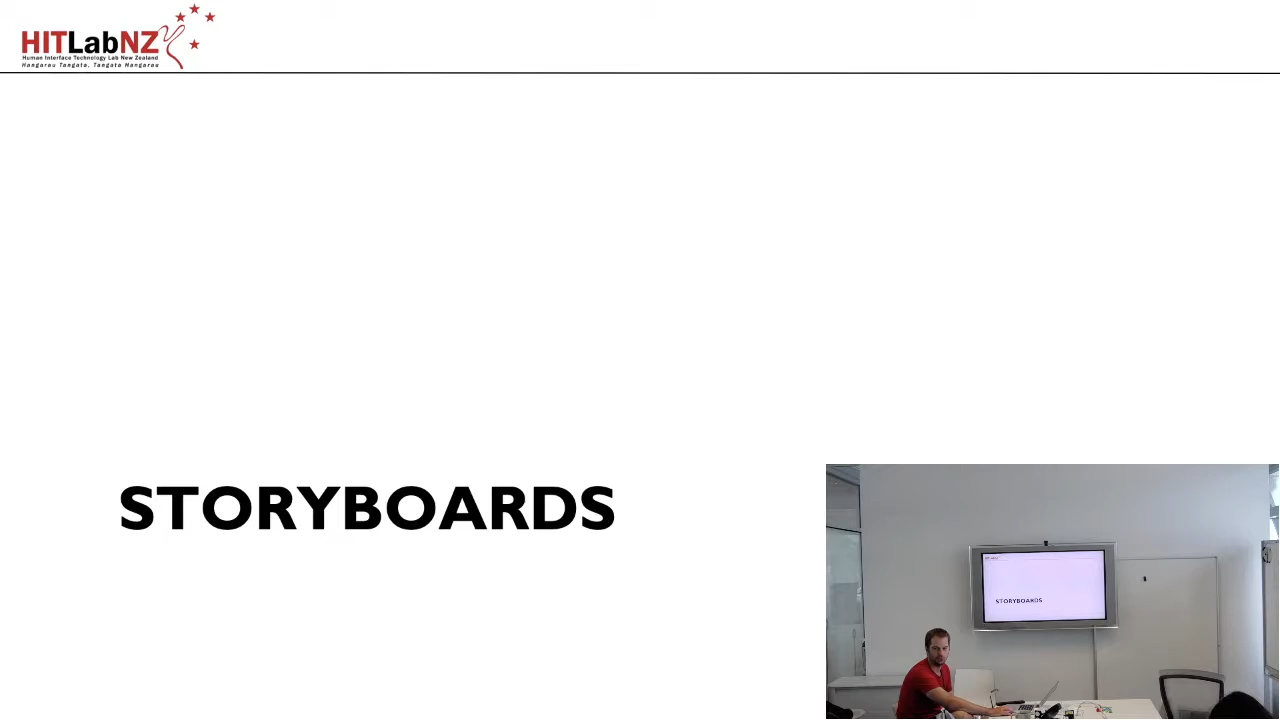 HITLabNZ
Human Interface Technology Lab New Zealand
Hangarau Tangata, Tangata Hangarau
STORYBOARDS
STORYBOARDS